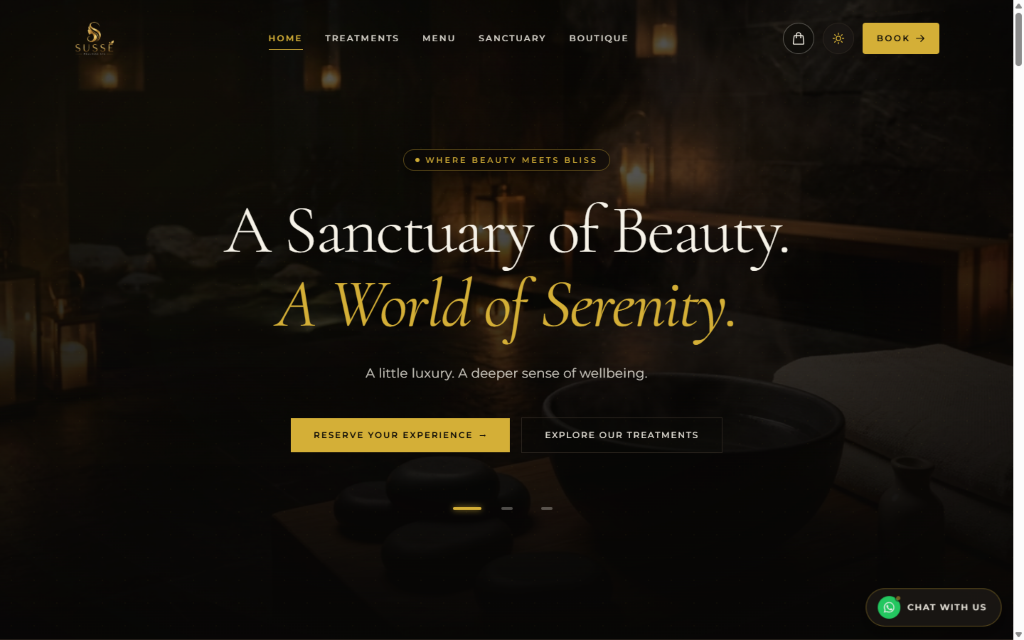 SUSSÉ
HOME TREATMENTS MENU SANCTUARY BOUTIQUE
BOOK →
WHERE BEAUTY MEETS BLISS
A Sanctuary of Beauty.
A World of Serenity.
A little luxury. A deeper sense of wellbeing.
RESERVE YOUR EXPERIENCE →
EXPLORE OUR TREATMENTS
CHAT WITH US